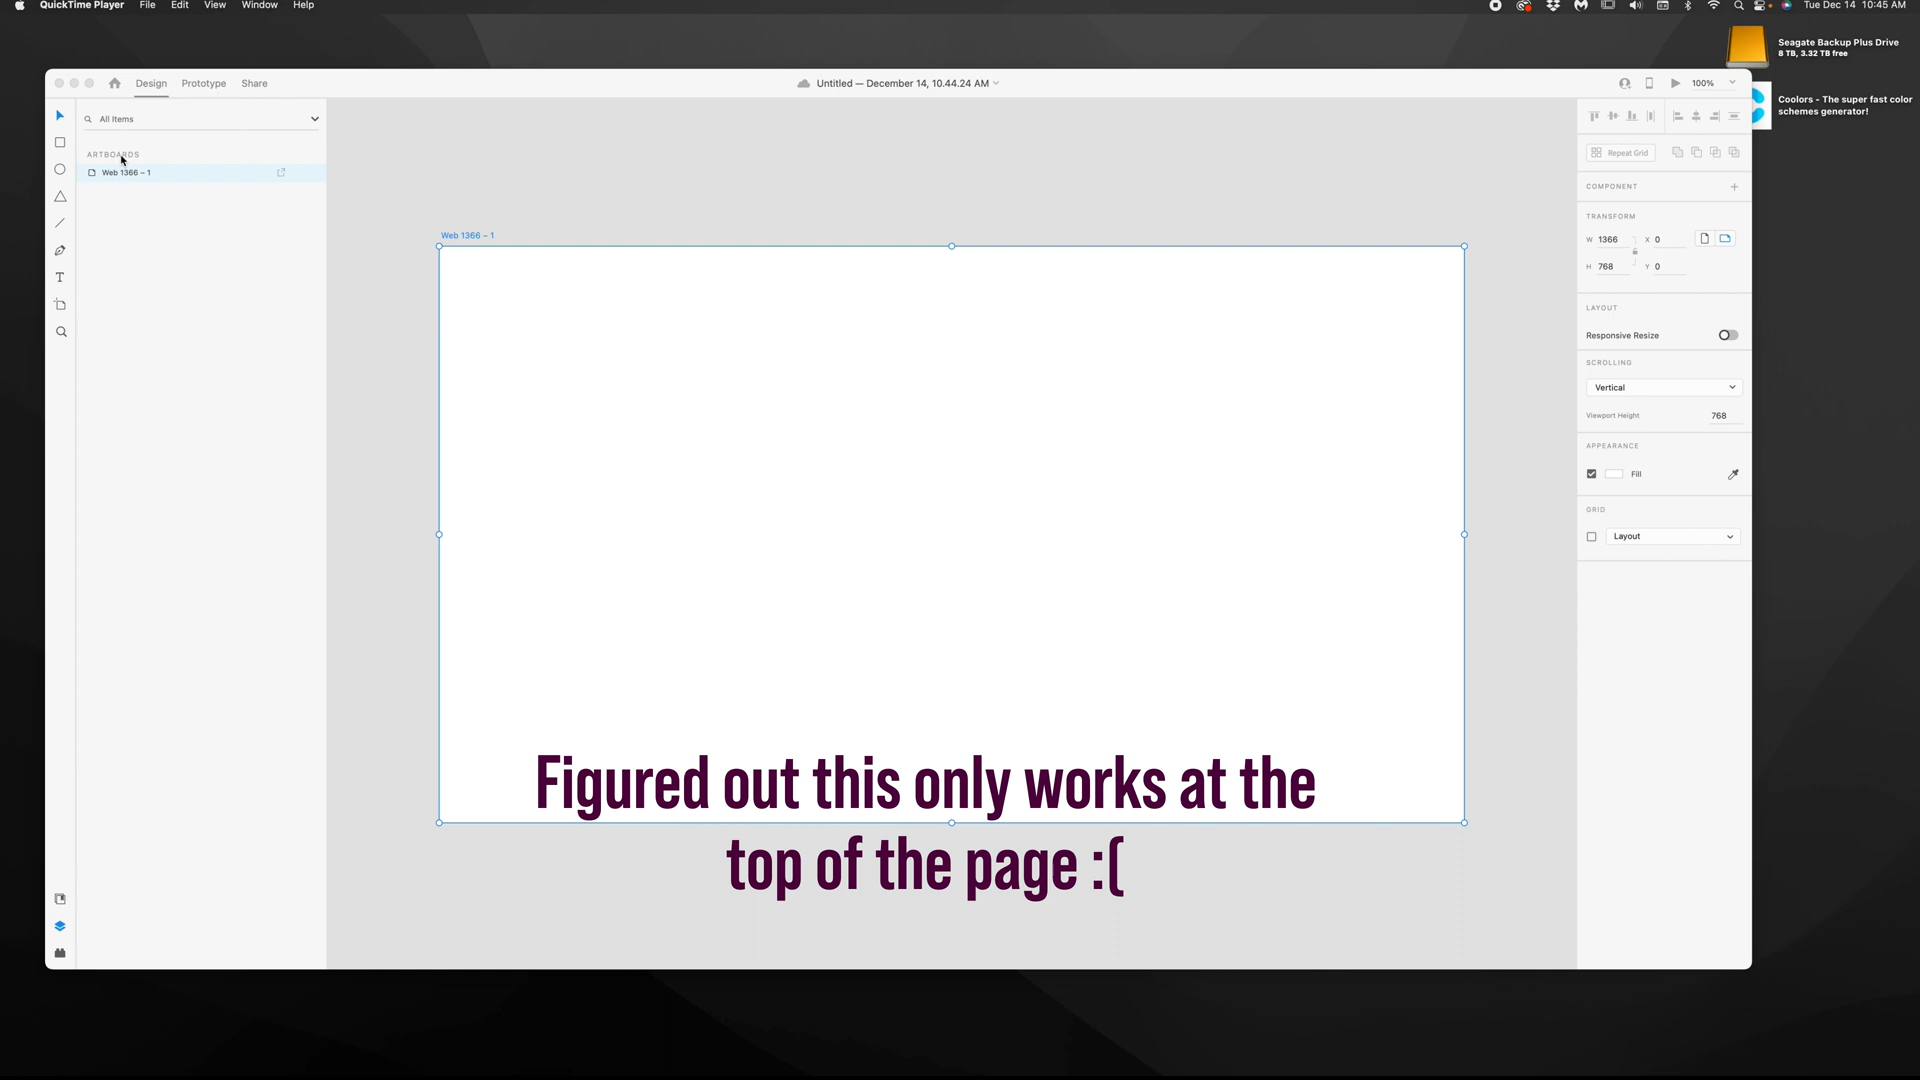 QuickTime Player File Edit View Window Help
Tue Dec 14 10:45 AM
Seagate Backup Plus Drive
8 TB, 3.32 TB free
Coolors - The super fast color
schemes generator!
Design Prototype Share
Untitled — December 14, 10.44.24 AM
100%
All Items
ARTBOARDS
Web 1366 – 1
Web 1366 – 1
Repeat Grid
COMPONENT
TRANSFORM
W 1366 X 0
H 768 Y 0
LAYOUT
Responsive Resize
SCROLLING
Vertical
Viewport Height 768
APPEARANCE
Fill
GRID
Layout
Figured out this only works at the
top of the page :(